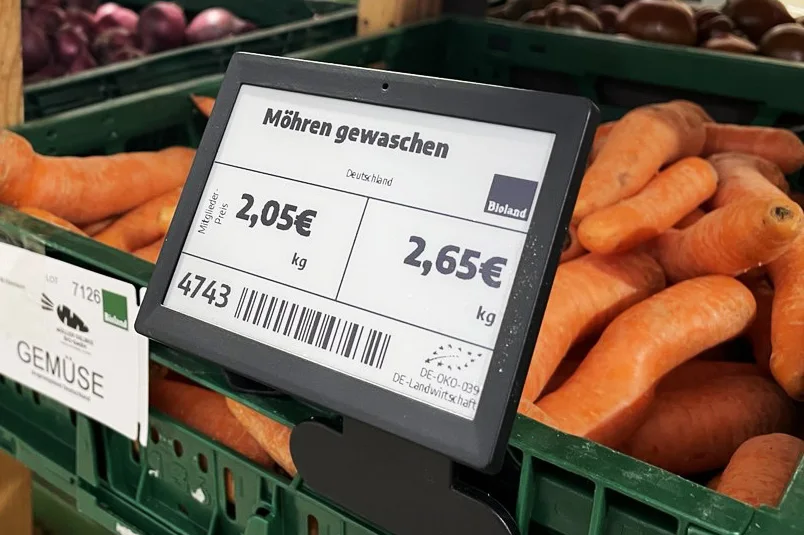 Möhren gewaschen
Deutschland
Bioland
Mitglieder-
Preis
2,05€
kg
2,65€
kg
4743
DE-ÖKO-039
DE-Landwirtschaft
LOT
7126
Bioland
GEMÜSE